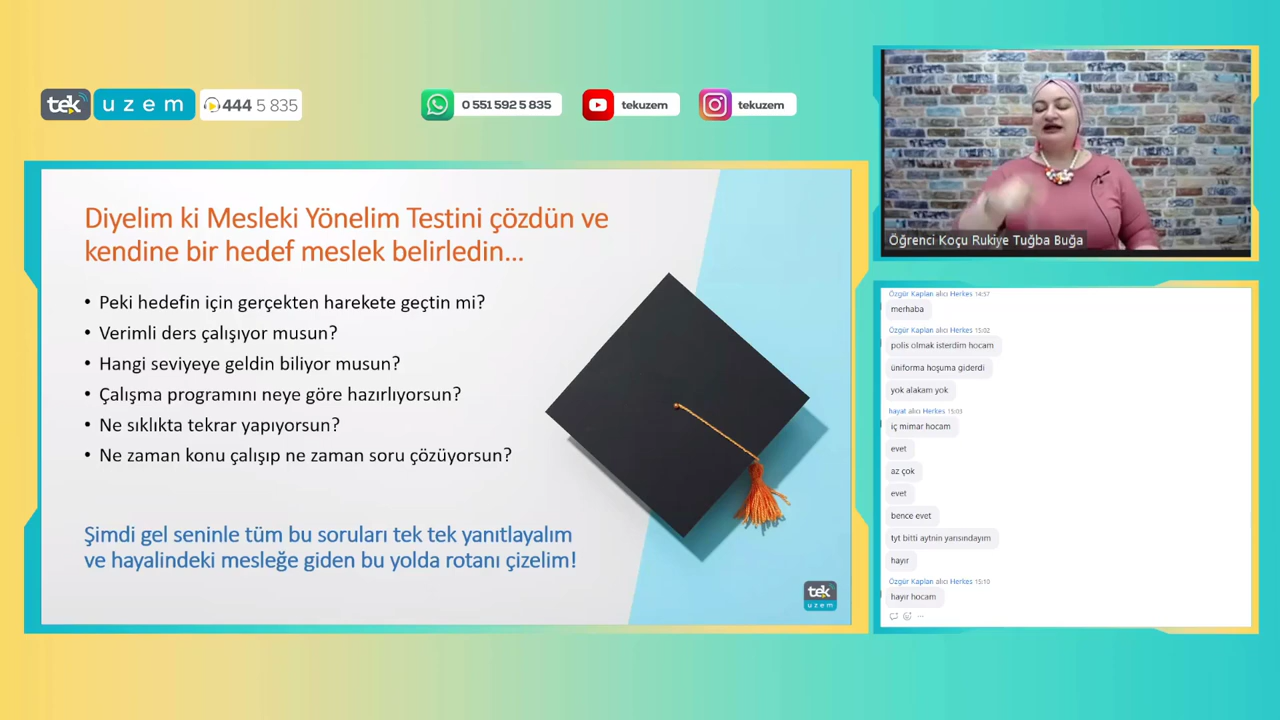 tek uzem 444 5 835
0 551 592 5 835
tekuzem
tekuzem
Diyelim ki Mesleki Yönelim Testini çözdün ve
kendine bir hedef meslek belirledin...
• Peki hedefin için gerçekten harekete geçtin mi?
• Verimli ders çalışıyor musun?
• Hangi seviyeye geldin biliyor musun?
• Çalışma programını neye göre hazırlıyorsun?
• Ne sıklıkta tekrar yapıyorsun?
• Ne zaman konu çalışıp ne zaman soru çözüyorsun?
Şimdi gel seninle tüm bu soruları tek tek yanıtlayalım
ve hayalindeki mesleğe giden bu yolda rotanı çizelim!
tek
uzem
Öğrenci Koçu Rukiye Tuğba Buğa
Özgür Kaplan alıcı Herkes 14:57
merhaba
Özgür Kaplan alıcı Herkes 15:02
polis olmak isterdim hocam
üniforma hoşuma giderdi
yok alakam yok
hayat alıcı Herkes 15:03
iç mimar hocam
evet
az çok
evet
bence evet
tyt bitti aytnin yarısındayım
hayır
Özgür Kaplan alıcı Herkes 15:10
hayır hocam